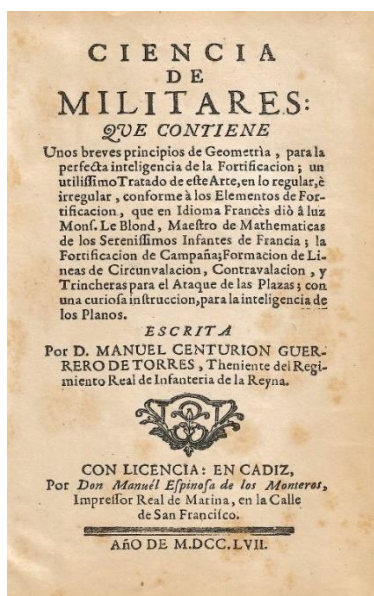 CIENCIA
DE
MILITARES:
QVE CONTIENE
Unos breves principios de Geometrìa, para la
perfecta inteligencia de la Fortificacion; un
utilissimo Tratado de este Arte, en lo regular, è
irregular, conforme à los Elementos de For-
tificacion, que en Idioma Francès diò â luz
Monſ. Le Blond, Maeſtro de Mathematicas
de los Sereniſſimos Infantes de Francia; la
Fortificacion de Campaña; Formacion de Li-
neas de Circunvalacion, Contravalacion, y
Trincheras para el Ataque de las Plazas; con
una curioſa inſtruccion, para la inteligencia de
los Planos.
ESCRITA
Por D. MANUEL CENTURION GUER-
RERO DE TORRES, Theniente del Regi-
miento Real de Infanteria de la Reyna.
CON LICENCIA: EN CADIZ,
Por Don Manuél Eſpinoſa de los Monteros,
Impreſſor Real de Marina, en la Calle
de San Franciſco.
AñO DE M.DCC.LVII.